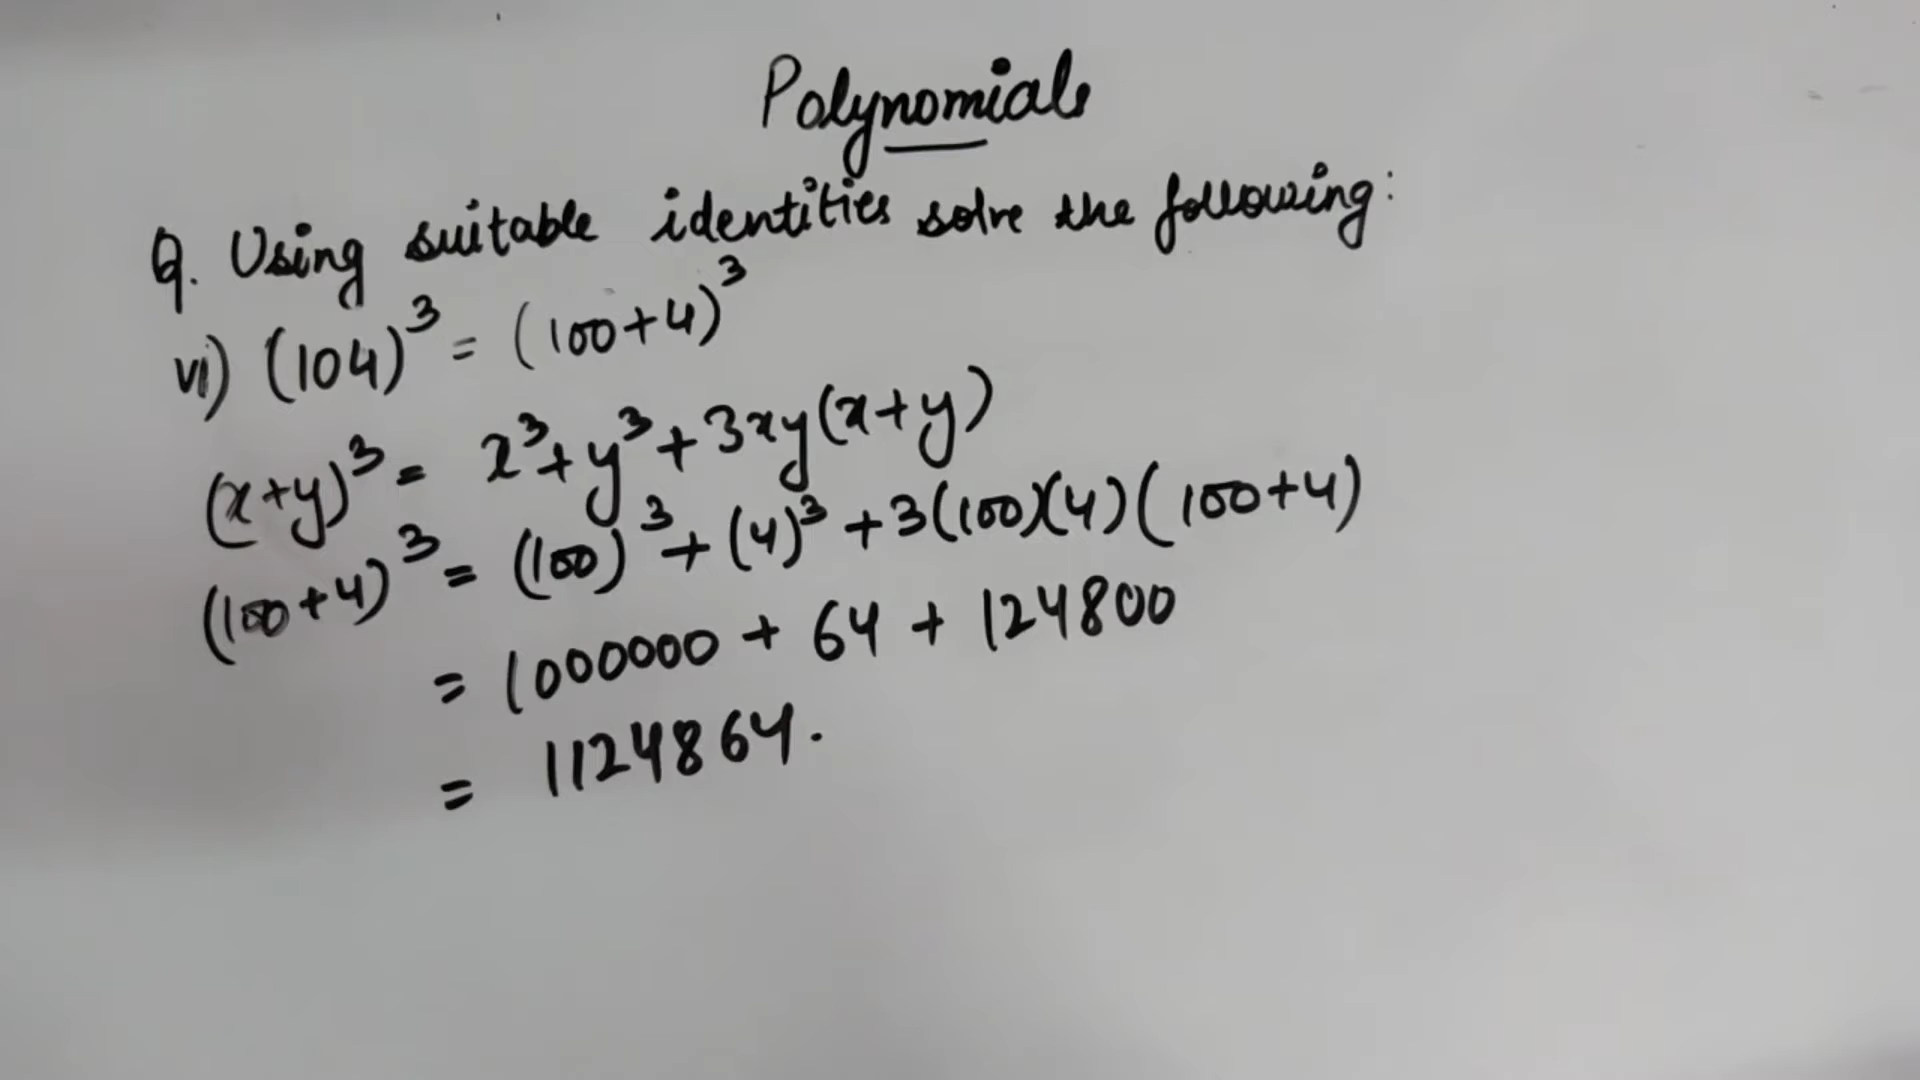 Polynomials
Q. Using suitable identities solve the following:
vi) (104)³ = (100+4)³
(x+y)³ = x³+y³+3xy(x+y)
(100+4)³ = (100)³+(4)³+3(100)(4)(100+4)
= 1000000 + 64 + 124800
= 1124864.